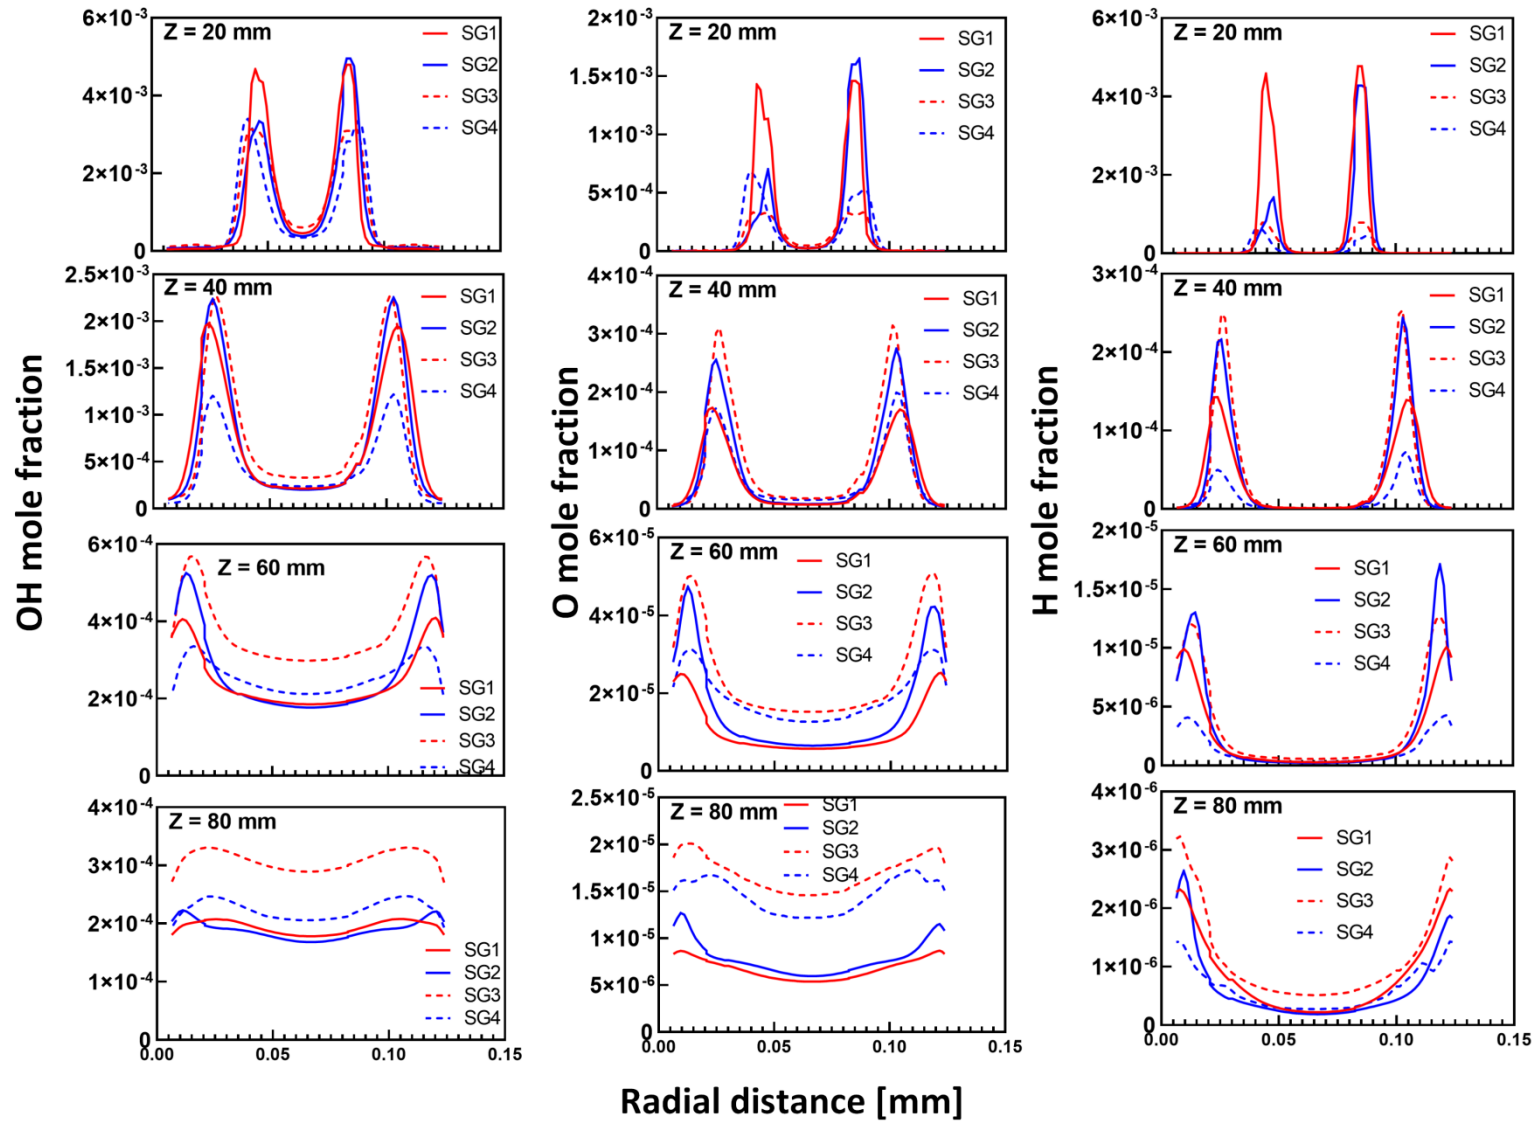 OH mole fraction
6×10⁻³
4×10⁻³
2×10⁻³
0
Z = 20 mm
SG1
SG2
SG3
SG4
2.5×10⁻³
2×10⁻³
1.5×10⁻³
1×10⁻³
5×10⁻⁴
0
Z = 40 mm
SG1
SG2
SG3
SG4
6×10⁻⁴
4×10⁻⁴
2×10⁻⁴
0
Z = 60 mm
SG1
SG2
SG3
SG4
4×10⁻⁴
3×10⁻⁴
2×10⁻⁴
1×10⁻⁴
0
Z = 80 mm
SG1
SG2
SG3
SG4
0.00 0.05 0.10 0.15
O mole fraction
2×10⁻³
1.5×10⁻³
1×10⁻³
5×10⁻⁴
0
Z = 20 mm
SG1
SG2
SG3
SG4
4×10⁻⁴
3×10⁻⁴
2×10⁻⁴
1×10⁻⁴
0
Z = 40 mm
SG1
SG2
SG3
SG4
6×10⁻⁵
4×10⁻⁵
2×10⁻⁵
0
Z = 60 mm
SG1
SG2
SG3
SG4
2.5×10⁻⁵
2×10⁻⁵
1.5×10⁻⁵
1×10⁻⁵
5×10⁻⁶
0
Z = 80 mm
SG1
SG2
SG3
SG4
0.00 0.05 0.10 0.15
H mole fraction
6×10⁻³
4×10⁻³
2×10⁻³
0
Z = 20 mm
SG1
SG2
SG3
SG4
3×10⁻⁴
2×10⁻⁴
1×10⁻⁴
0
Z = 40 mm
SG1
SG2
SG3
SG4
2×10⁻⁵
1.5×10⁻⁵
1×10⁻⁵
5×10⁻⁶
0
Z = 60 mm
SG1
SG2
SG3
SG4
4×10⁻⁶
3×10⁻⁶
2×10⁻⁶
1×10⁻⁶
0
Z = 80 mm
SG1
SG2
SG3
SG4
0.00 0.05 0.10 0.15
Radial distance [mm]